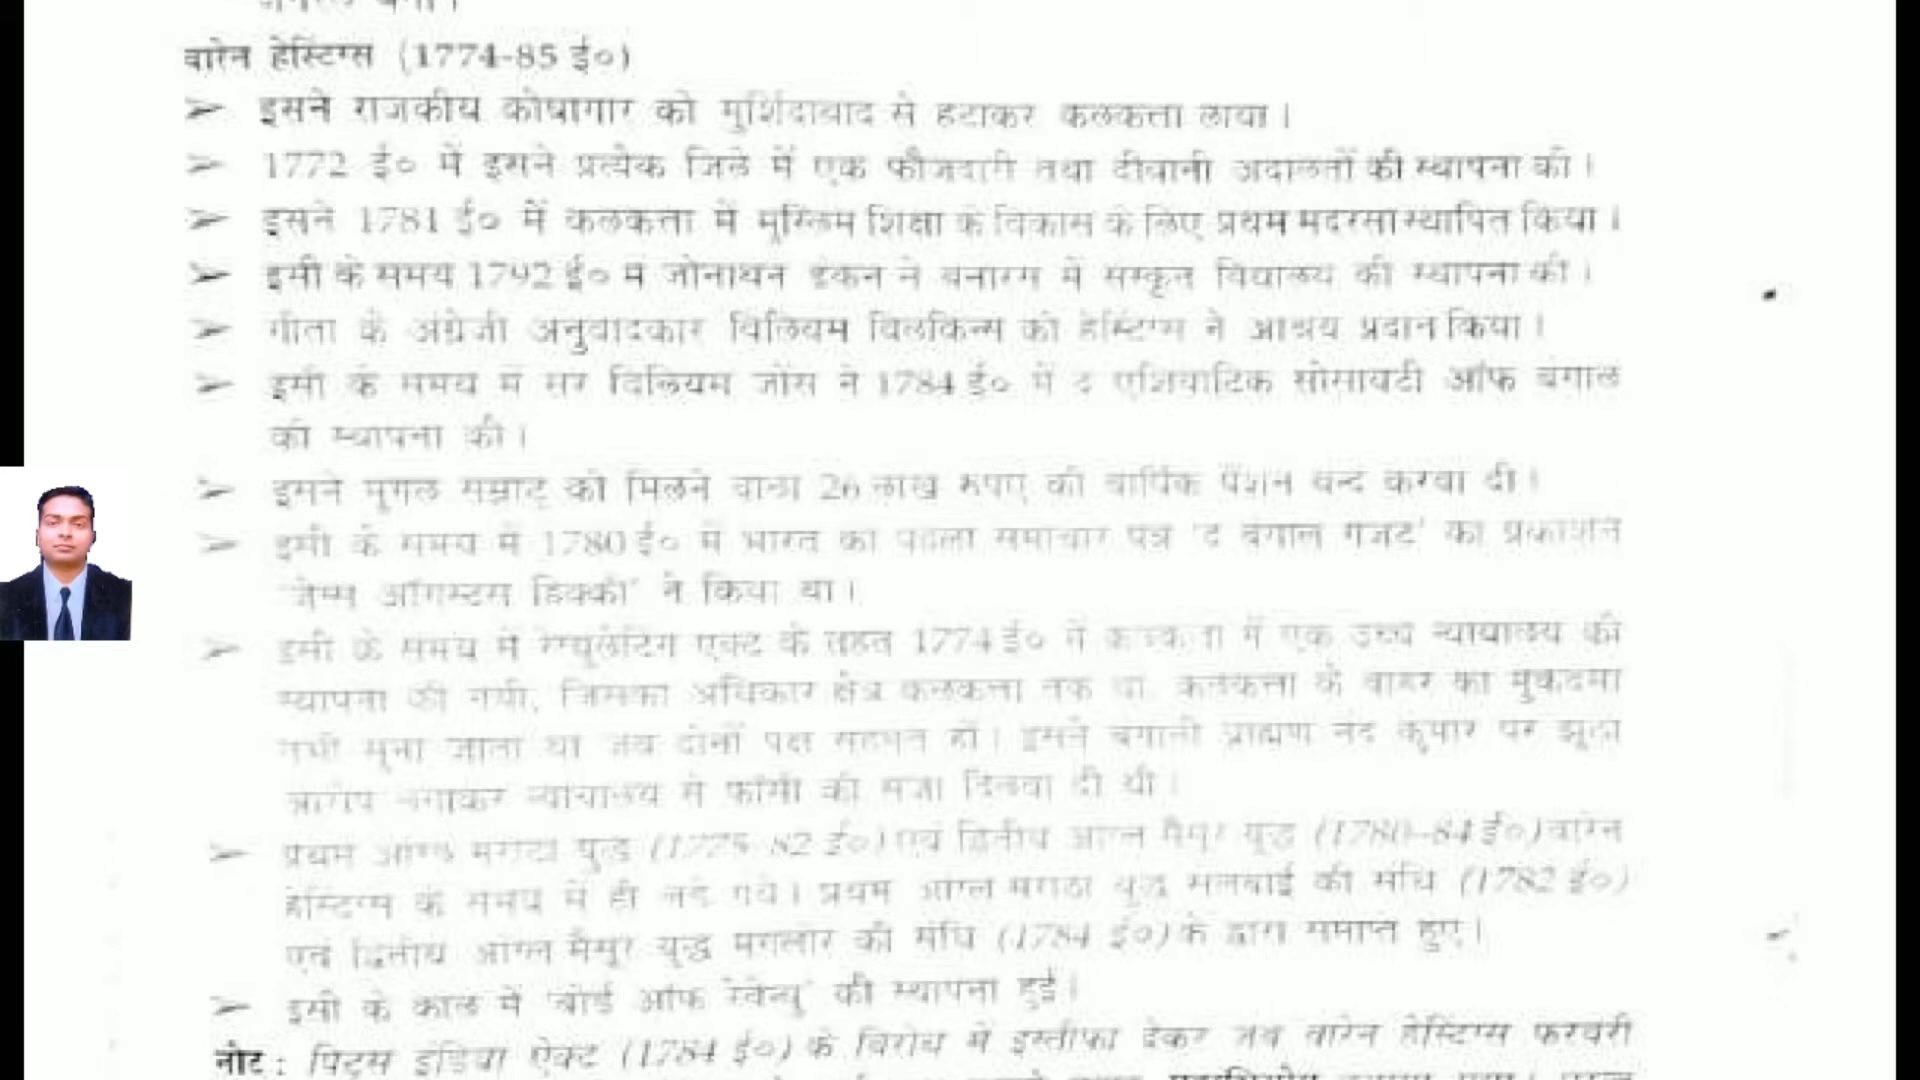 वारेन हेस्टिंग्स (1774-85 ई०)
➢ इसने राजकीय कोषागार को मुर्शिदाबाद से हटाकर कलकत्ता लाया।
➢ 1772 ई० में इसने प्रत्येक जिले में एक फौजदारी तथा दीवानी अदालतों की स्थापना की।
➢ इसने 1781 ई० में कलकत्ता में मुस्लिम शिक्षा के विकास के लिए प्रथम मदरसा स्थापित किया।
➢ इसी के समय 1792 ई० में जोनाथन डंकन ने बनारस में संस्कृत विद्यालय की स्थापना की।
➢ गीता के अंग्रेजी अनुवादकार विलियम विलकिन्स को हेस्टिंग्स ने आश्रय प्रदान किया।
➢ इसी के समय में सर विलियम जोंस ने 1784 ई० में द एशियाटिक सोसायटी ऑफ बंगाल
की स्थापना की।
➢ इसने मुगल सम्राट् को मिलने वाला 26 लाख रुपए की वार्षिक पेंशन बन्द करवा दी।
➢ इसी के समय में 1780 ई० में भारत का पहला समाचार पत्र 'द बंगाल गजट' का प्रकाशन
'जेम्स ऑगस्टस हिक्की' ने किया था।
➢ इसी के समय में रेग्यूलेटिंग एक्ट के तहत 1774 ई० में कलकत्ता में एक उच्च न्यायालय की
स्थापना की गयी, जिसका अधिकार क्षेत्र कलकत्ता तक था. कलकत्ता के बाहर का मुकदमा
तभी सुना जाता था जब दोनों पक्ष सहमत हों। इसने बंगाली ब्राह्मण नंद कुमार पर झूठा
आरोप लगाकर न्यायालय से फाँसी की सजा दिलवा दी थी।
➢ प्रथम आंग्ल मराठा युद्ध (1775-82 ई०) एवं द्वितीय आंग्ल मैसूर युद्ध (1780-84 ई०) वारेन
हेस्टिंग्स के समय में ही लड़े गये। प्रथम आंग्ल मराठा युद्ध सलबाई की संधि (1782 ई०)
एवं द्वितीय आंग्ल मैसूर युद्ध मंगलोर की संधि (1784 ई०) के द्वारा समाप्त हुए।
➢ इसी के काल में 'बोर्ड ऑफ रेवेन्यू' की स्थापना हुई।
नोट : पिट्स इंडिया ऐक्ट (1784 ई०) के विरोध में इस्तीफा देकर जब वारेन हेस्टिंग्स फरवरी